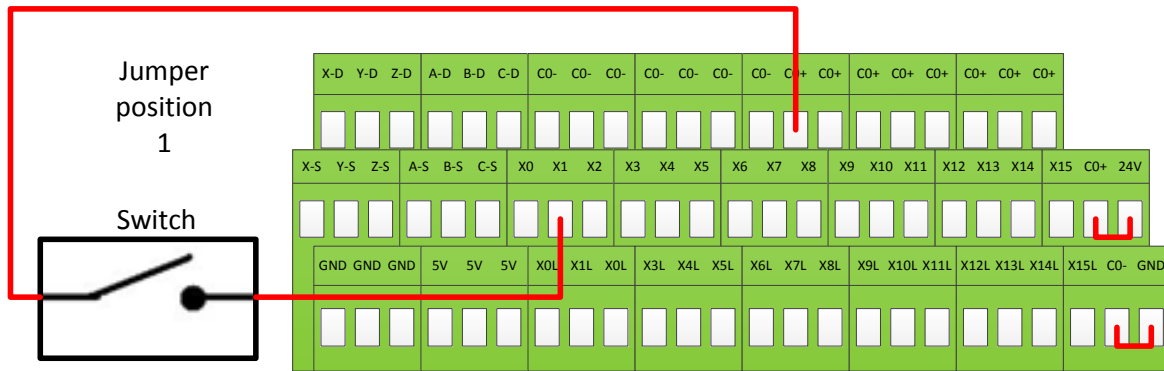 Jumper
position
1
Switch
X-D Y-D Z-D A-D B-D C-D C0- C0- C0- C0- C0- C0- C0- C0+ C0+ C0+ C0+ C0+ C0+ C0+ C0+
X-S Y-S Z-S A-S B-S C-S X0 X1 X2 X3 X4 X5 X6 X7 X8 X9 X10 X11 X12 X13 X14 X15 C0+ 24V
GND GND GND 5V 5V 5V X0L X1L X0L X3L X4L X5L X6L X7L X8L X9L X10L X11L X12L X13L X14L X15L C0- GND